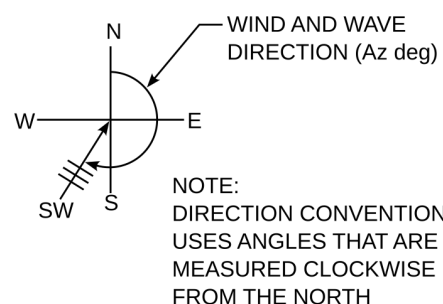 N
WIND AND WAVE
DIRECTION (Az deg)
W
E
SW
S
NOTE:
DIRECTION CONVENTION
USES ANGLES THAT ARE
MEASURED CLOCKWISE
FROM THE NORTH